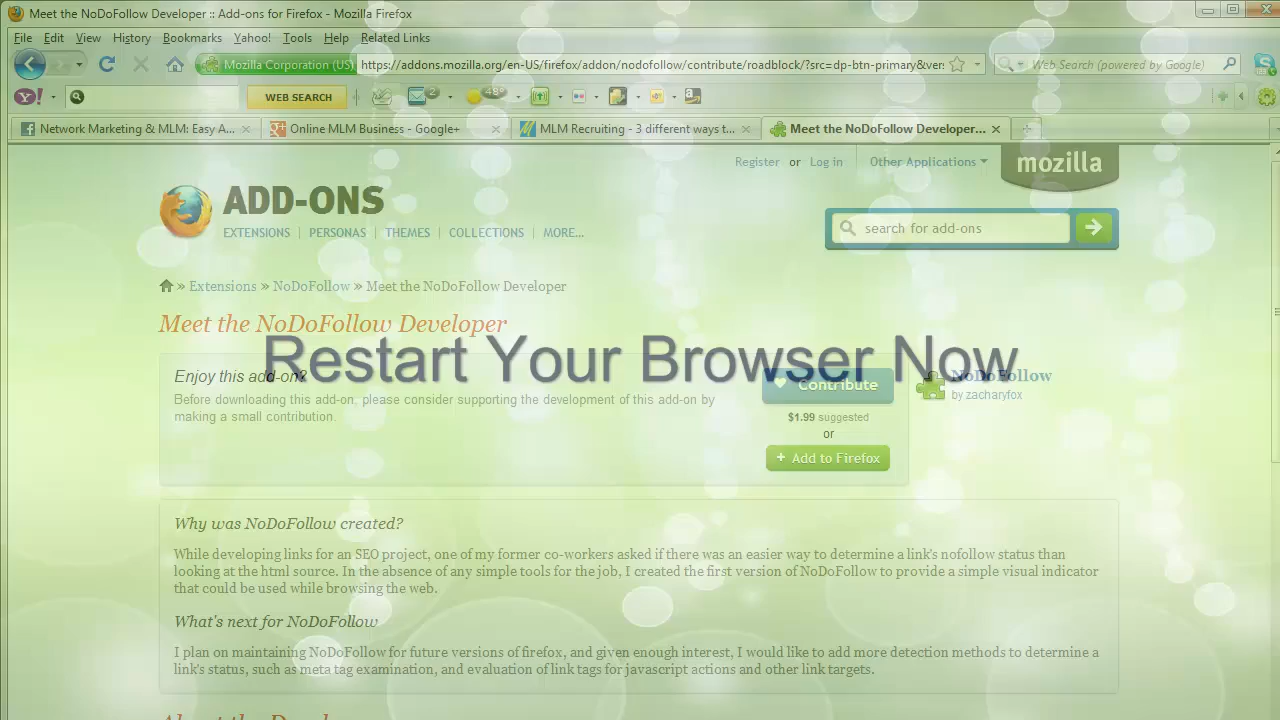 Meet the NoDoFollow Developer :: Add-ons for Firefox - Mozilla Firefox
File Edit View History Bookmarks Yahoo! Tools Help Related Links
Mozilla Corporation (US) https://addons.mozilla.org/en-US/firefox/addon/nodofollow/contribute/roadblock/?src=dp-btn-primary&ver: Web Search (powered by Google)
Y! WEB SEARCH 2 48°
Network Marketing & MLM: Easy A... Online MLM Business - Google+ MLM Recruiting - 3 different ways t... Meet the NoDoFollow Developer...
Register or Log in Other Applications mozilla
ADD-ONS
EXTENSIONS | PERSONAS | THEMES | COLLECTIONS | MORE...
search for add-ons
» Extensions » NoDoFollow » Meet the NoDoFollow Developer
Meet the NoDoFollow Developer
Restart Your Browser Now
Enjoy this add-on?
Before downloading this add-on, please consider supporting the development of this add-on by
making a small contribution.
Contribute
$1.99 suggested
or
+ Add to Firefox
NoDoFollow
by zacharyfox
Why was NoDoFollow created?
While developing links for an SEO project, one of my former co-workers asked if there was an easier way to determine a link's nofollow status than
looking at the html source. In the absence of any simple tools for the job, I created the first version of NoDoFollow to provide a simple visual indicator
that could be used while browsing the web.
What's next for NoDoFollow
I plan on maintaining NoDoFollow for future versions of firefox, and given enough interest, I would like to add more detection methods to determine a
link's status, such as meta tag examination, and evaluation of link tags for javascript actions and other link targets.